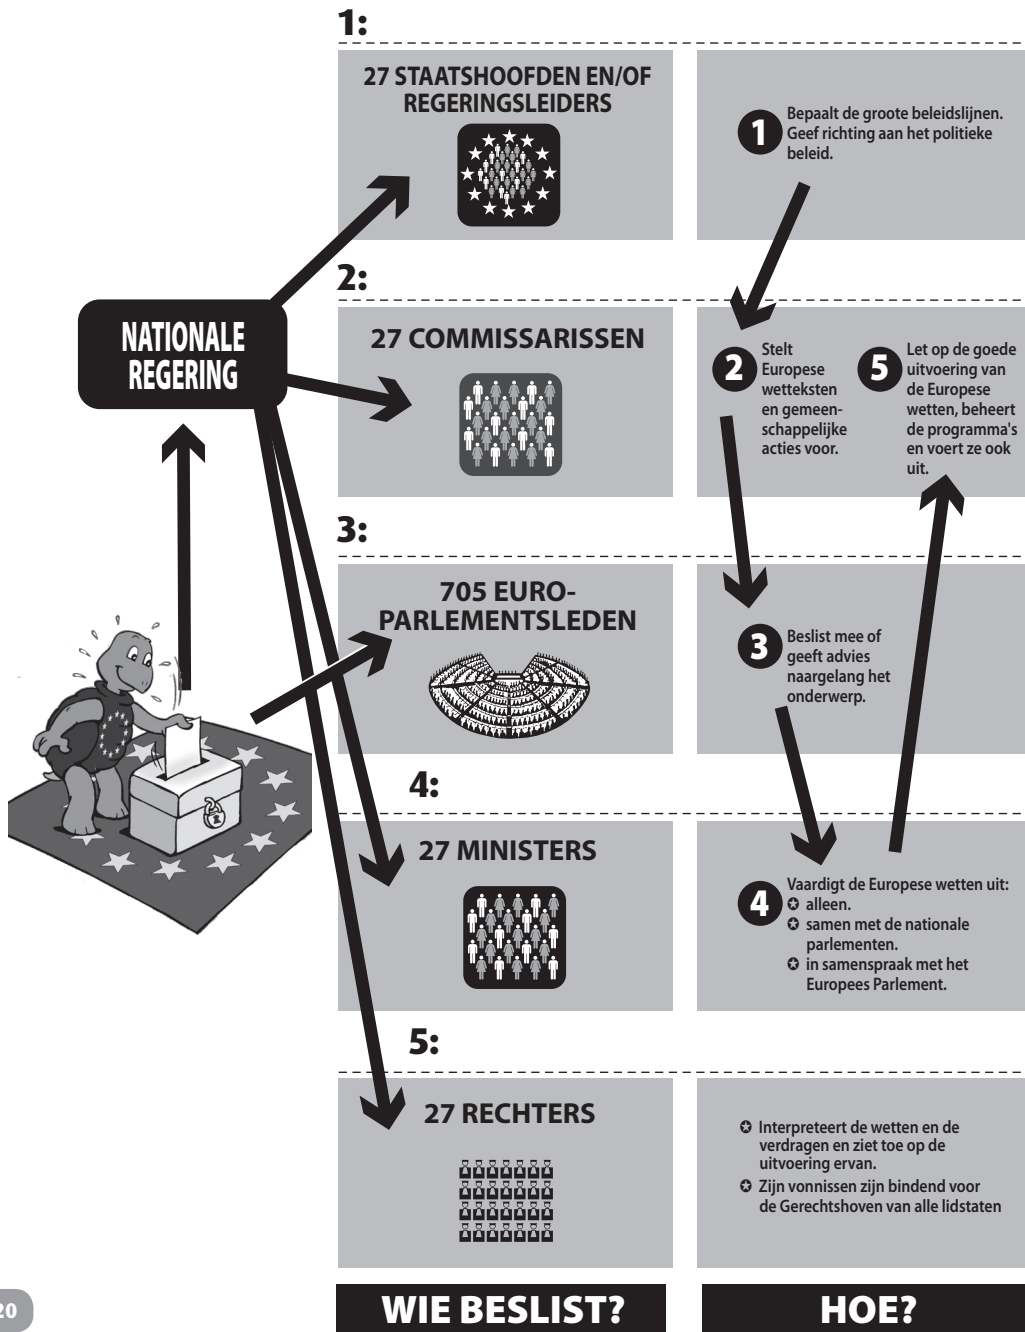 1:
27 STAATSHOOFDEN EN/OF
REGERINGSLEIDERS
1
Bepaalt de groote beleidslijnen.
Geef richting aan het politieke
beleid.
2:
NATIONALE
REGERING
27 COMMISSARISSEN
2
Stelt
Europese
wetteksten
en gemeen-
schappelijke
acties voor.
5
Let op de goede
uitvoering van
de Europese
wetten, beheert
de programma's
en voert ze ook
uit.
3:
705 EURO-
PARLEMENTSLEDEN
3
Beslist mee of
geeft advies
naargelang het
onderwerp.
4:
27 MINISTERS
4
Vaardigt de Europese wetten uit:
✪ alleen.
✪ samen met de nationale
parlementen.
✪ in samenspraak met het
Europees Parlement.
5:
27 RECHTERS
✪ Interpreteert de wetten en de
verdragen en ziet toe op de
uitvoering ervan.
✪ Zijn vonnissen zijn bindend voor
de Gerechtshoven van alle lidstaten
20
WIE BESLIST?
HOE?